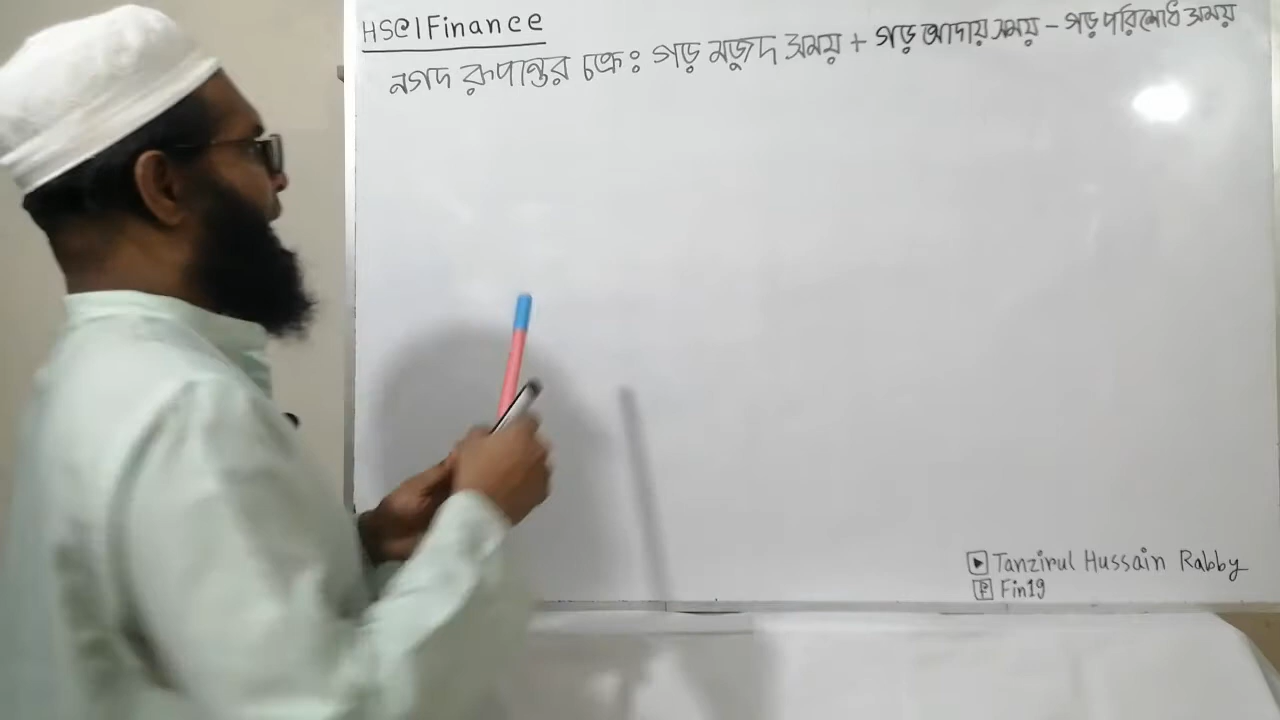 HSC | Finance
নগদ রূপান্তর চক্র: গড় মজুদ সময় + গড় আদায় সময় - গড় পরিশোধ সময়
Tanzirul Hussain Rabby
Fin19